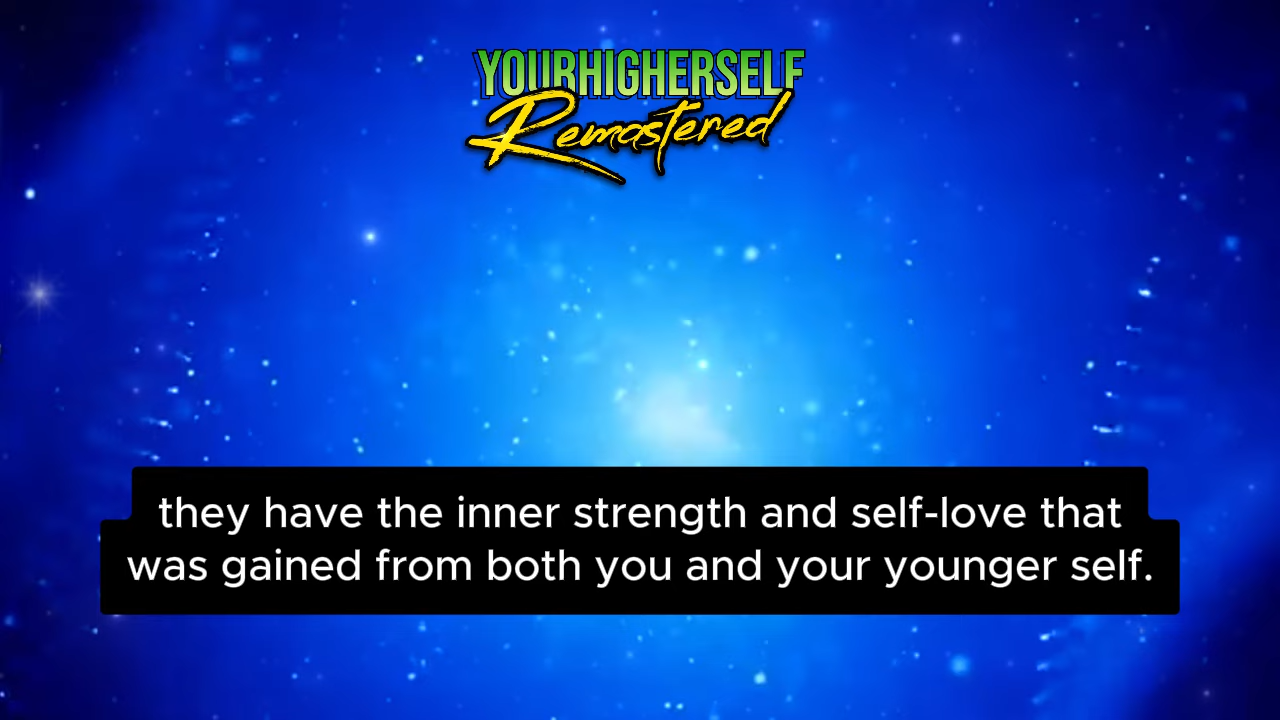 YOURHIGHERSELF
Remastered
they have the inner strength and self-love that
was gained from both you and your younger self.